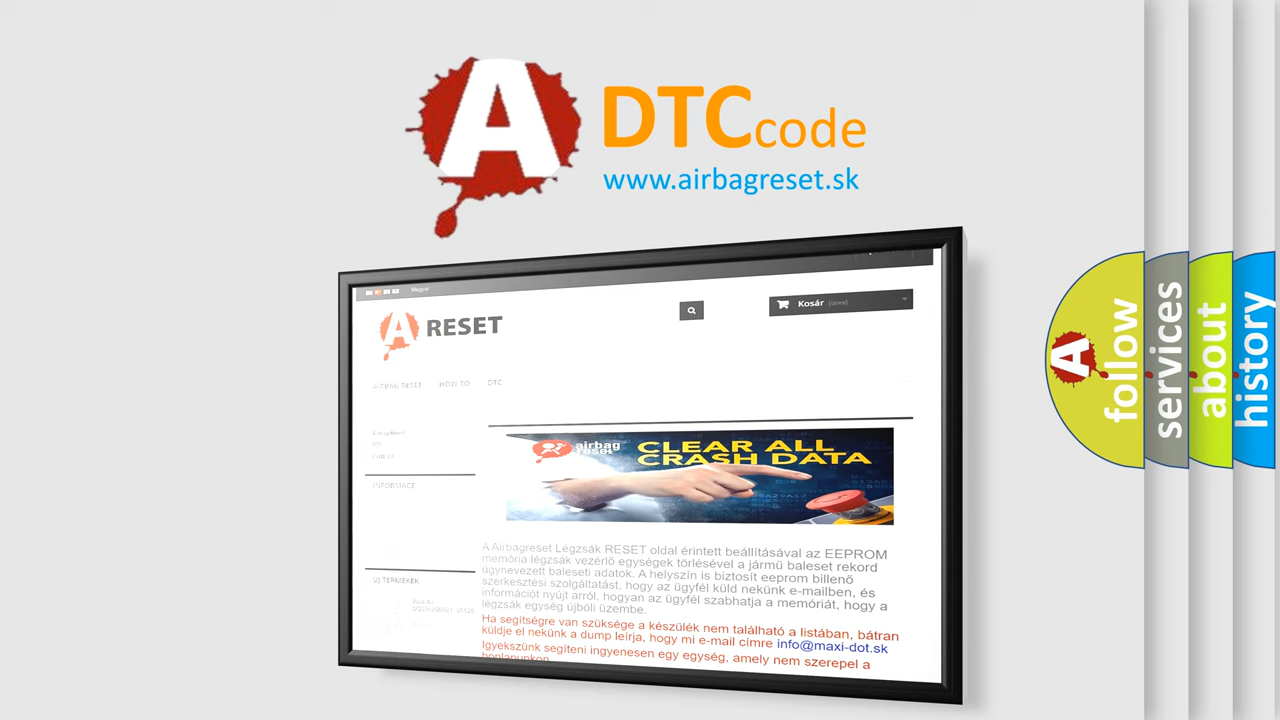 A
DTCcode
www.airbagreset.sk
Magyar
Kosár (üres)
A RESET
AIRBAG RESET HOW TO DTC
airbag
reset
CLEAR ALL
CRASH DATA
INFORMACE
A Airbagreset Légzsák RESET oldal érintett beállításával az EEPROM
memória légzsák vezérlő egységek törlésével a jármű baleset rekord
úgynevezett baleseti adatok. A helyszín is biztosít eeprom billenő
szerkesztési szolgáltatást, hogy az ügyfél küld nekünk e-mailben, és
információt nyújt arról, hogyan az ügyfél szabhatja a memóriát, hogy a
légzsák egység újbóli üzembe.
Ha segítségre van szüksége a készülék nem található a listában, bátran
küldje el nekünk a dump leírja, hogy mi e-mail címre info@maxi-dot.sk
Igyekszünk segíteni ingyenesen egy egység, amely nem szerepel a
honlapunkon
ÚJ TERMÉKEK
A
follow
services
about
history